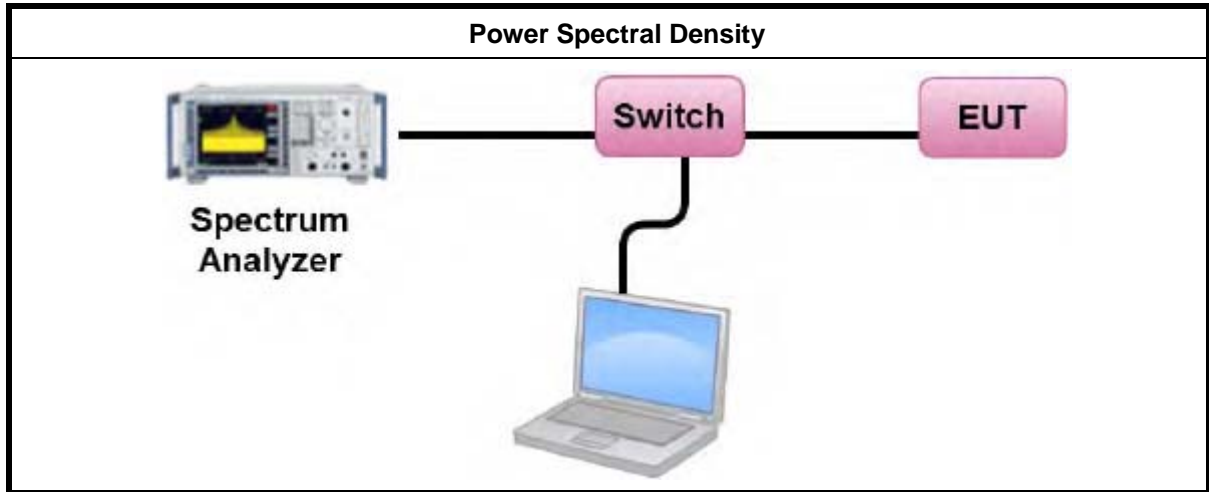 Power Spectral Density
Switch
EUT
Spectrum
Analyzer